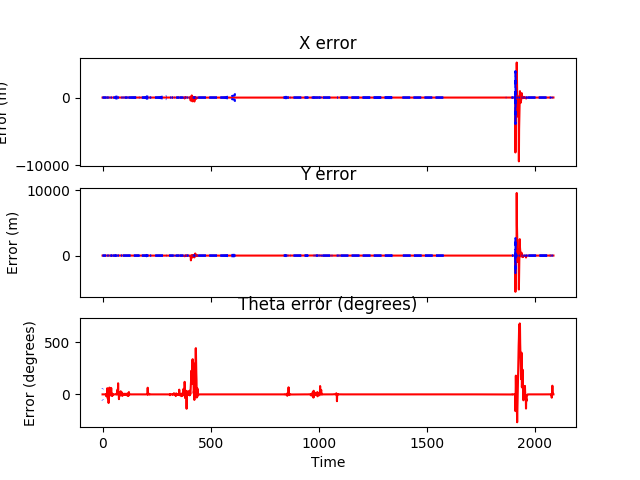 X error
Error (m)
0
−10000
Y error
Error (m)
10000
0
Theta error (degrees)
Error (degrees)
500
0
0
500
1000
1500
2000
Time